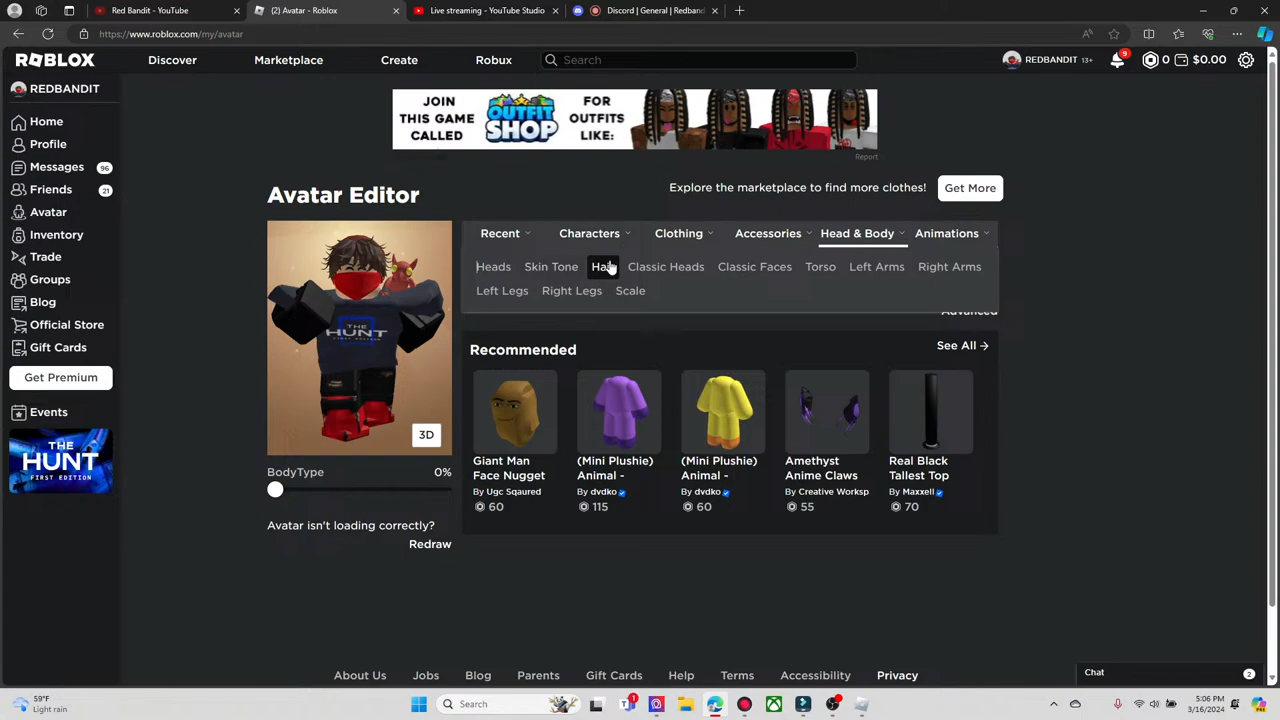 Red Bandit - YouTube
(2) Avatar - Roblox
Live streaming - YouTube Studio
Discord | General | Redband
https://www.roblox.com/my/avatar
ROBLOX
Discover
Marketplace
Create
Robux
Search
REDBANDIT 13+
9
0
$0.00
REDBANDIT
Home
Profile
Messages 96
Friends 21
Avatar
Inventory
Trade
Groups
Blog
Official Store
Gift Cards
Get Premium
Events
THE
HUNT
FIRST EDITION
JOIN
THIS GAME
CALLED
OUTFIT
SHOP
FOR
OUTFITS
LIKE:
Report
Avatar Editor
Explore the marketplace to find more clothes!
Get More
THE
HUNT
3D
BodyType 0%
Avatar isn't loading correctly?
Redraw
Recent
Characters
Clothing
Accessories
Head & Body
Animations
Heads Skin Tone Classic Heads Classic Faces Torso Left Arms Right Arms
Left Legs Right Legs Scale
Advanced
Recommended
See All
Giant Man
Face Nugget
By Ugc Sqaured
60
(Mini Plushie)
Animal -
By dvdko
115
(Mini Plushie)
Animal -
By dvdko
60
Amethyst
Anime Claws
By Creative Worksp
55
Real Black
Tallest Top
By Maxxell
70
About Us
Jobs
Blog
Parents
Gift Cards
Help
Terms
Accessibility
Privacy
Chat
2
59°F
Light rain
Search
1
5:06 PM
3/16/2024